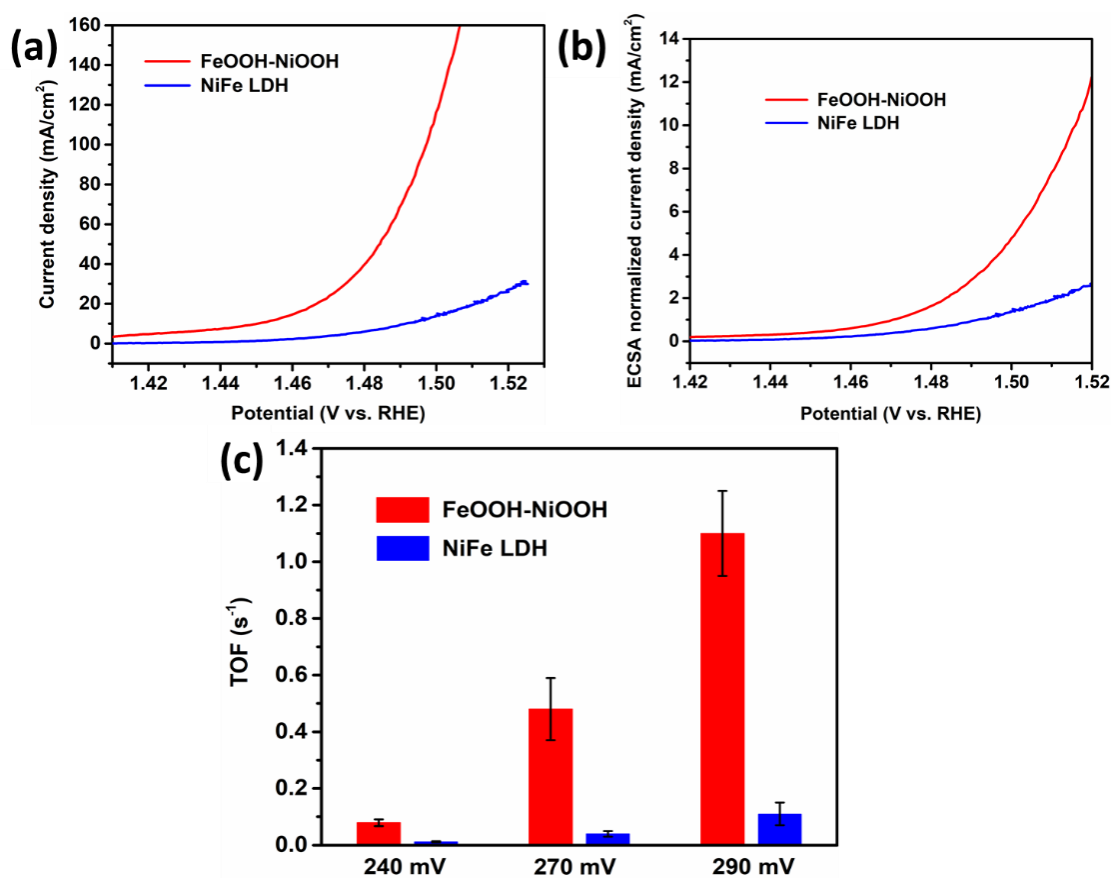 (a)
160
140
120
100
80
60
40
20
0
Current density (mA/cm²)
FeOOH-NiOOH
NiFe LDH
1.42 1.44 1.46 1.48 1.50 1.52
Potential (V vs. RHE)
(b)
14
12
10
8
6
4
2
0
ECSA normalized current density (mA/cm²)
FeOOH-NiOOH
NiFe LDH
1.42 1.44 1.46 1.48 1.50 1.52
Potential (V vs. RHE)
(c)
1.4
1.2
1.0
0.8
0.6
0.4
0.2
0.0
TOF (s⁻¹)
FeOOH-NiOOH
NiFe LDH
240 mV 270 mV 290 mV